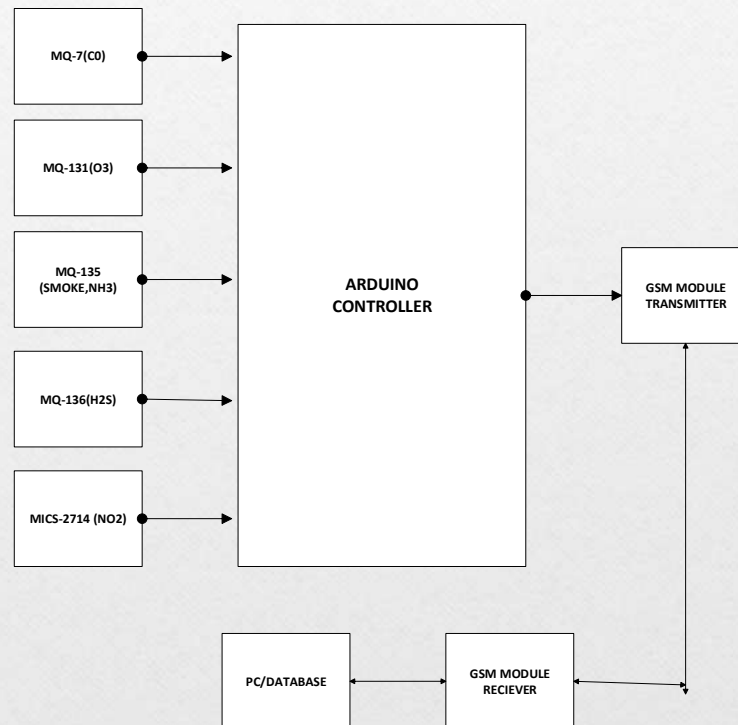 MQ-7(C0)
MQ-131(O3)
MQ-135
(SMOKE,NH3)
MQ-136(H2S)
MICS-2714 (NO2)
ARDUINO
CONTROLLER
GSM MODULE
TRANSMITTER
PC/DATABASE
GSM MODULE
RECIEVER